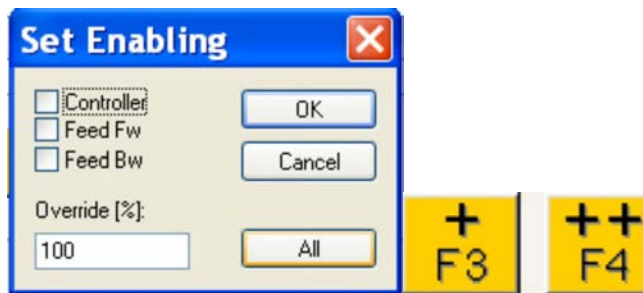 Set Enabling
Controller
OK
Feed Fw
Feed Bw
Cancel
Override [%]:
100
All
+
F3
++
F4